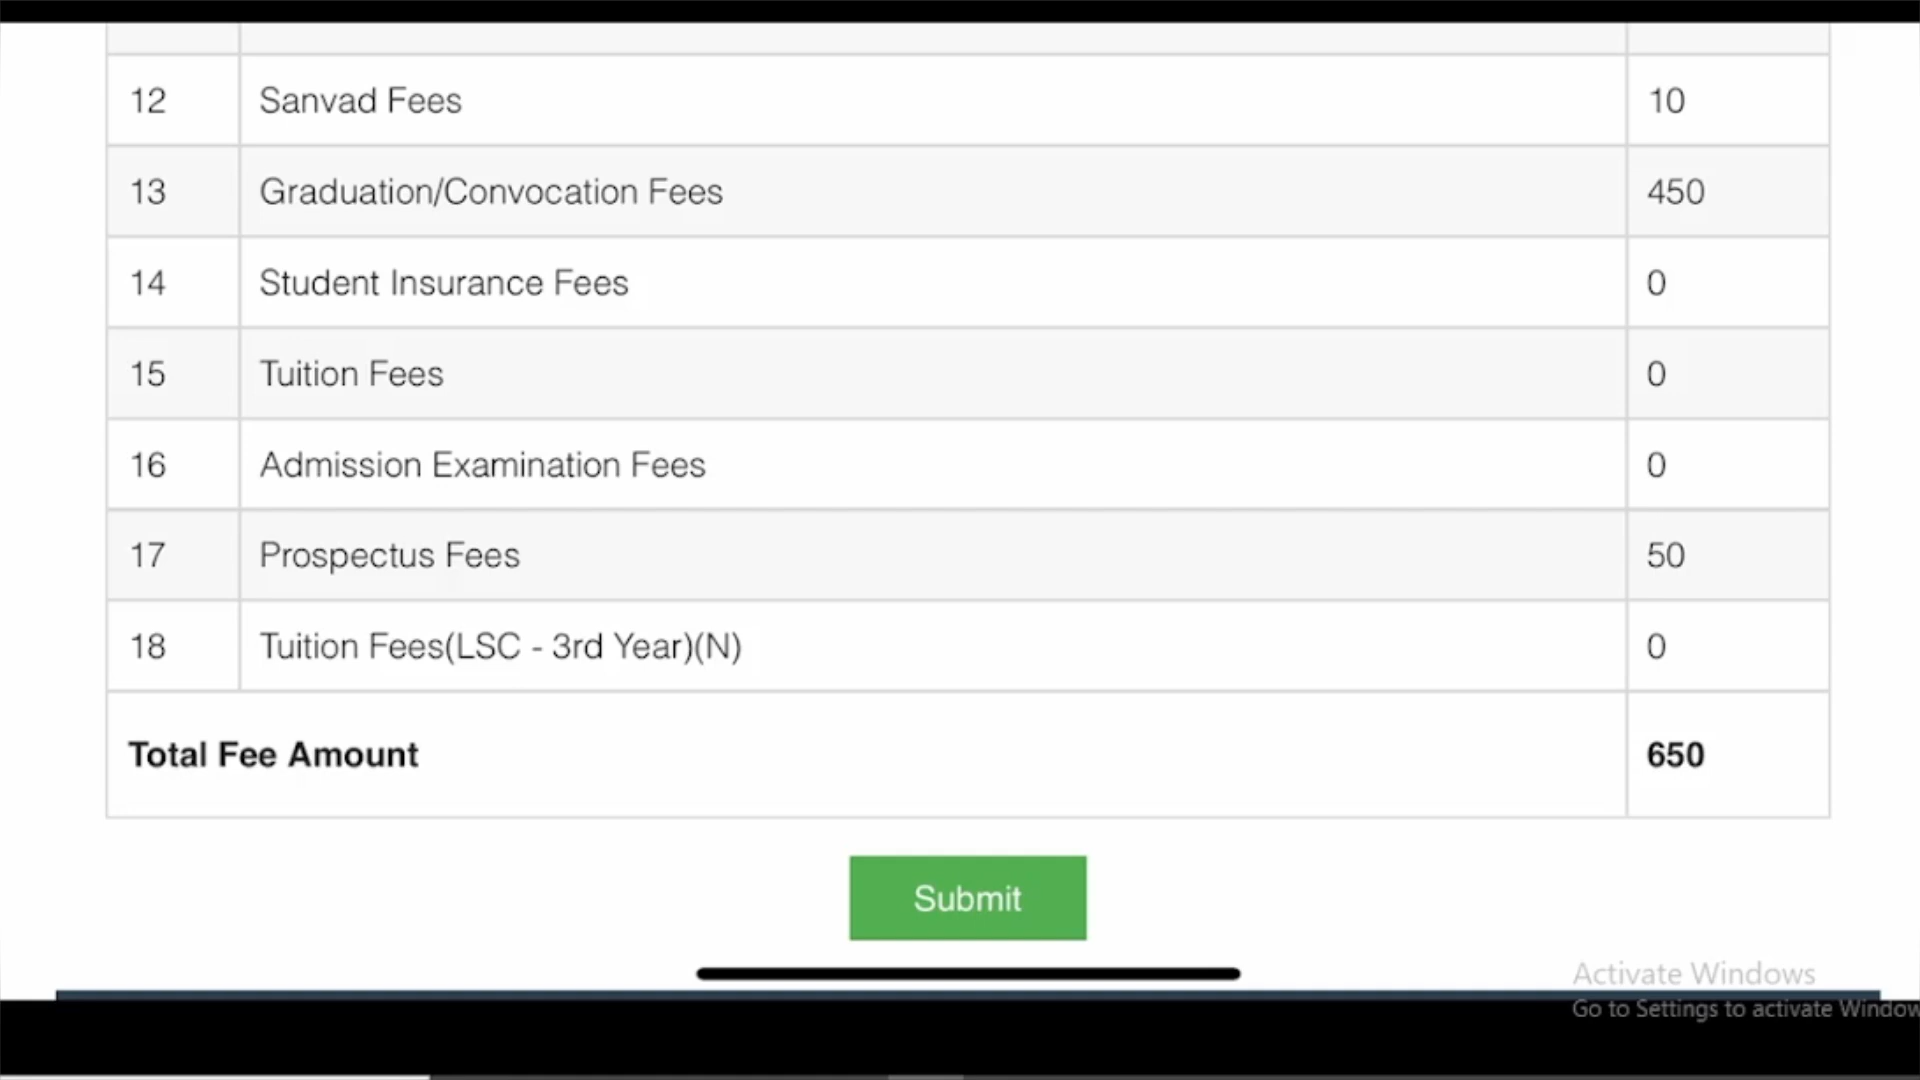 12 Sanvad Fees 10
13 Graduation/Convocation Fees 450
14 Student Insurance Fees 0
15 Tuition Fees 0
16 Admission Examination Fees 0
17 Prospectus Fees 50
18 Tuition Fees(LSC - 3rd Year)(N) 0
Total Fee Amount 650
Submit
Activate Windows
Go to Settings to activate Window